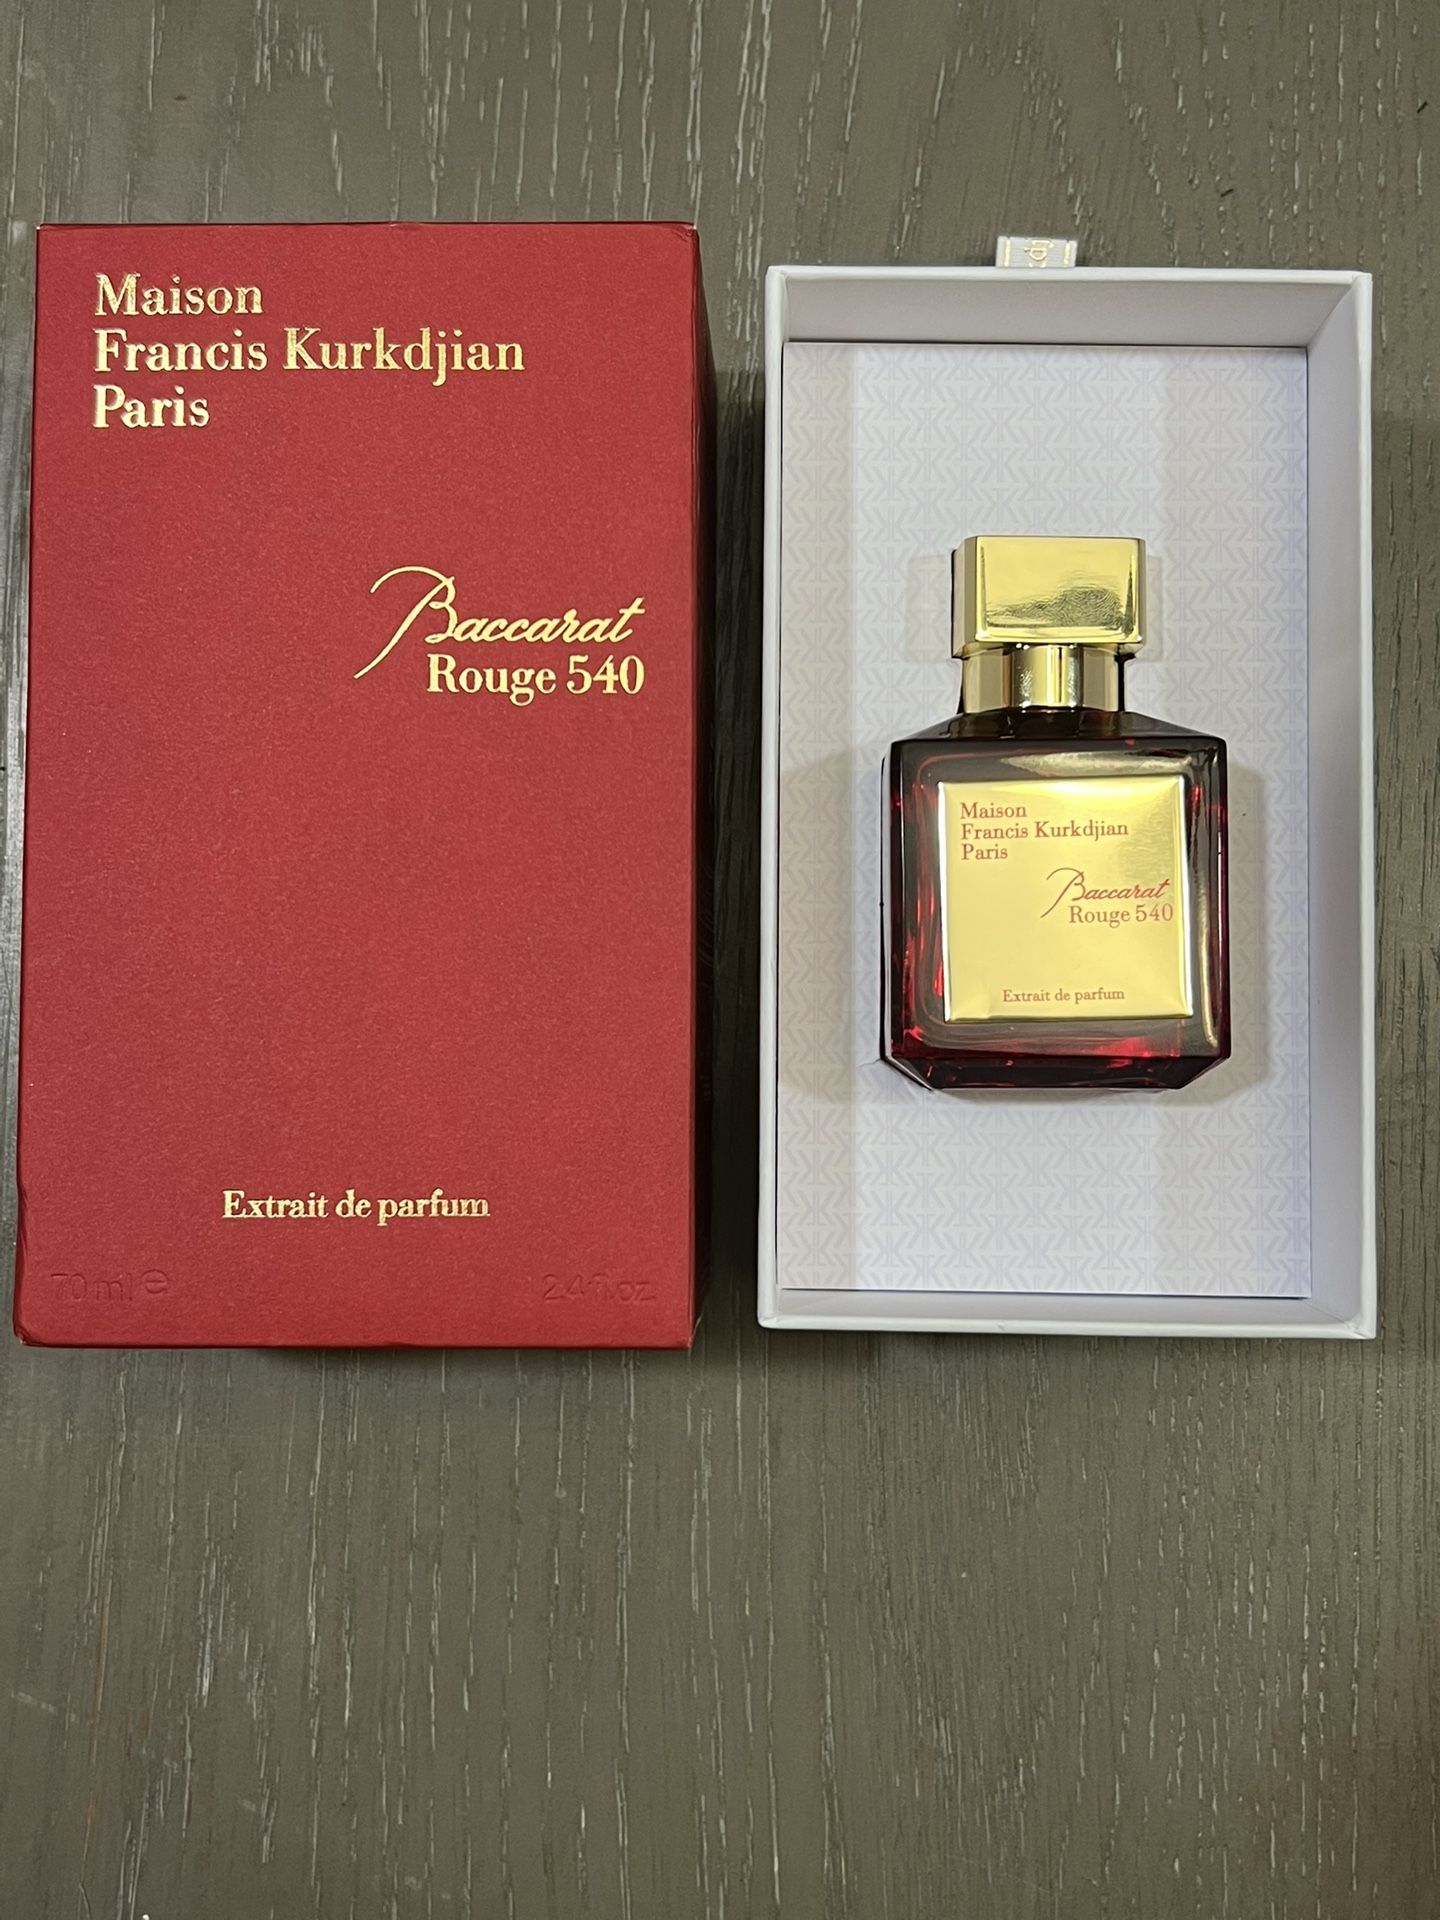 Maison
Francis Kurkdjian
Paris
Baccarat
Rouge 540
Extrait de parfum
70 ml ℮
2.4 fl.oz
Maison
Francis Kurkdjian
Paris
Baccarat
Rouge 540
Extrait de parfum